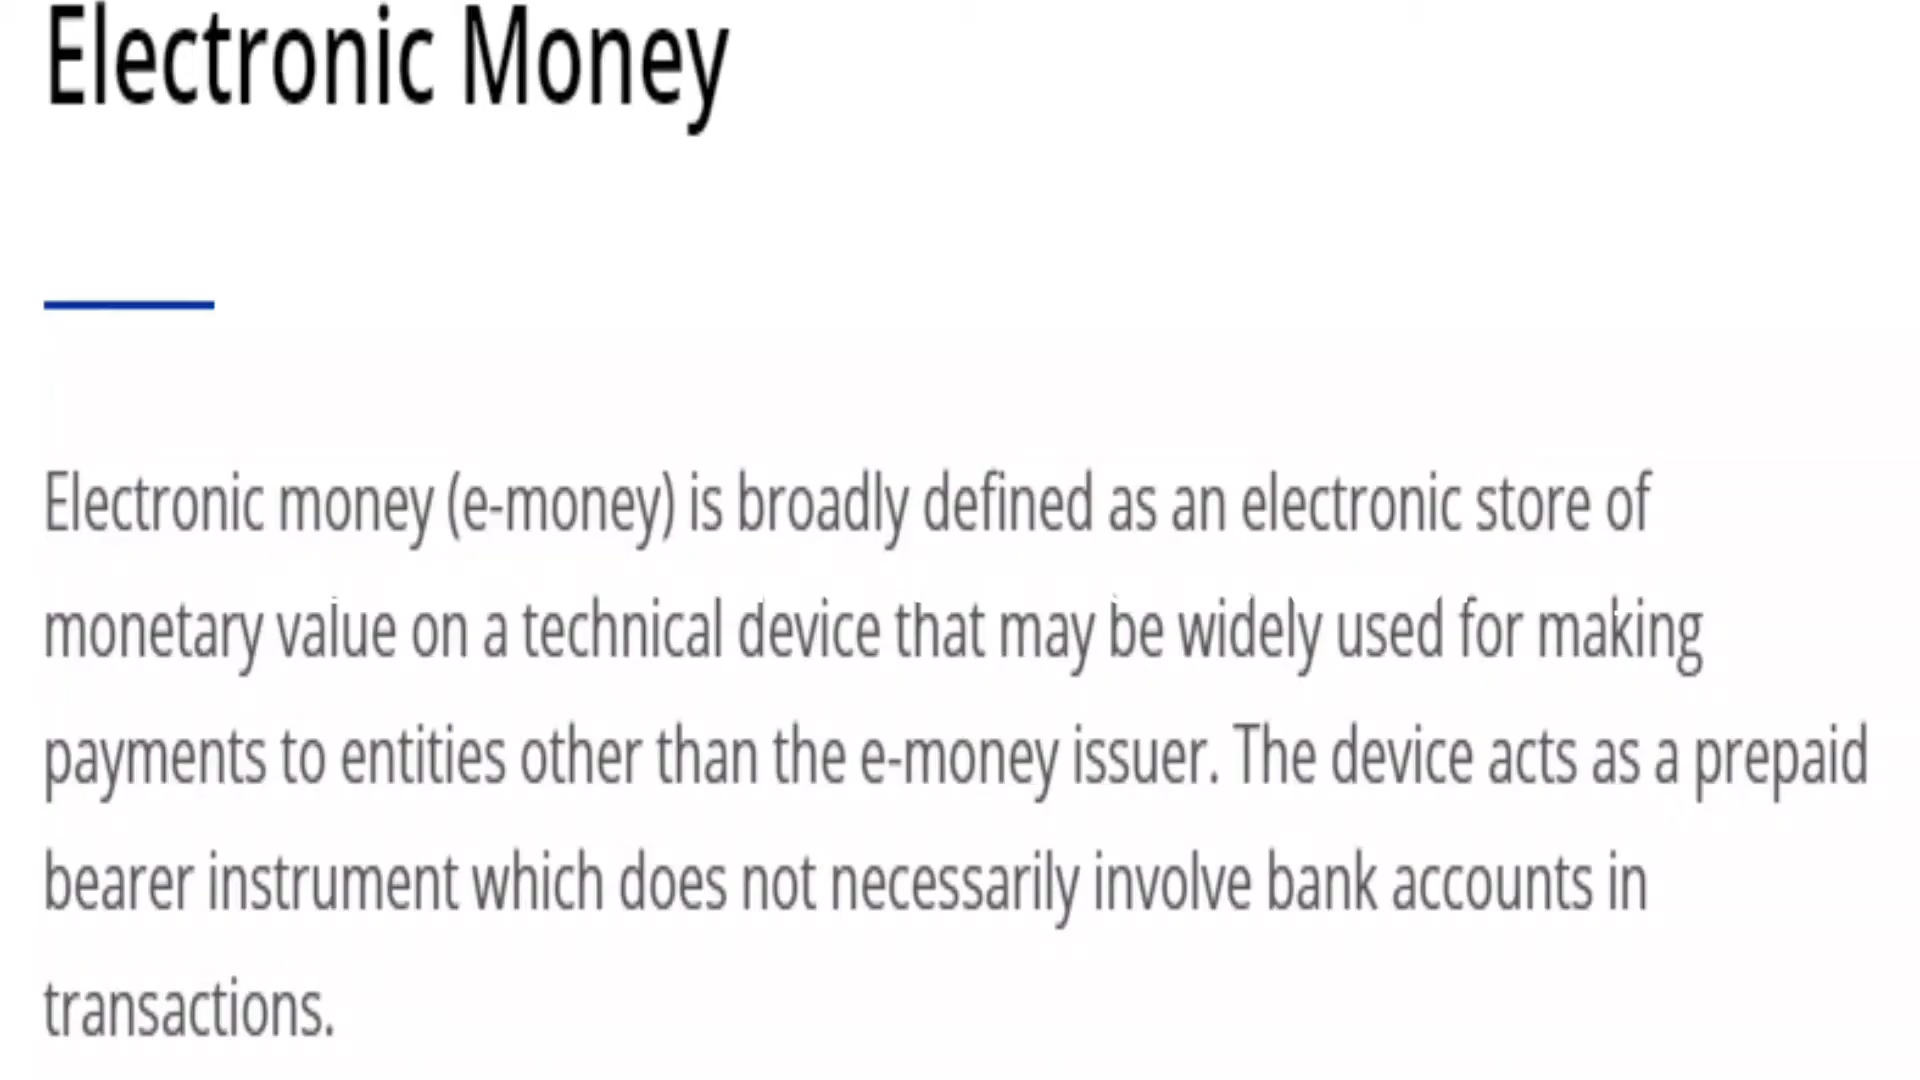 Electronic Money
Electronic money (e-money) is broadly defined as an electronic store of
monetary value on a technical device that may be widely used for making
payments to entities other than the e-money issuer. The device acts as a prepaid
bearer instrument which does not necessarily involve bank accounts in
transactions.